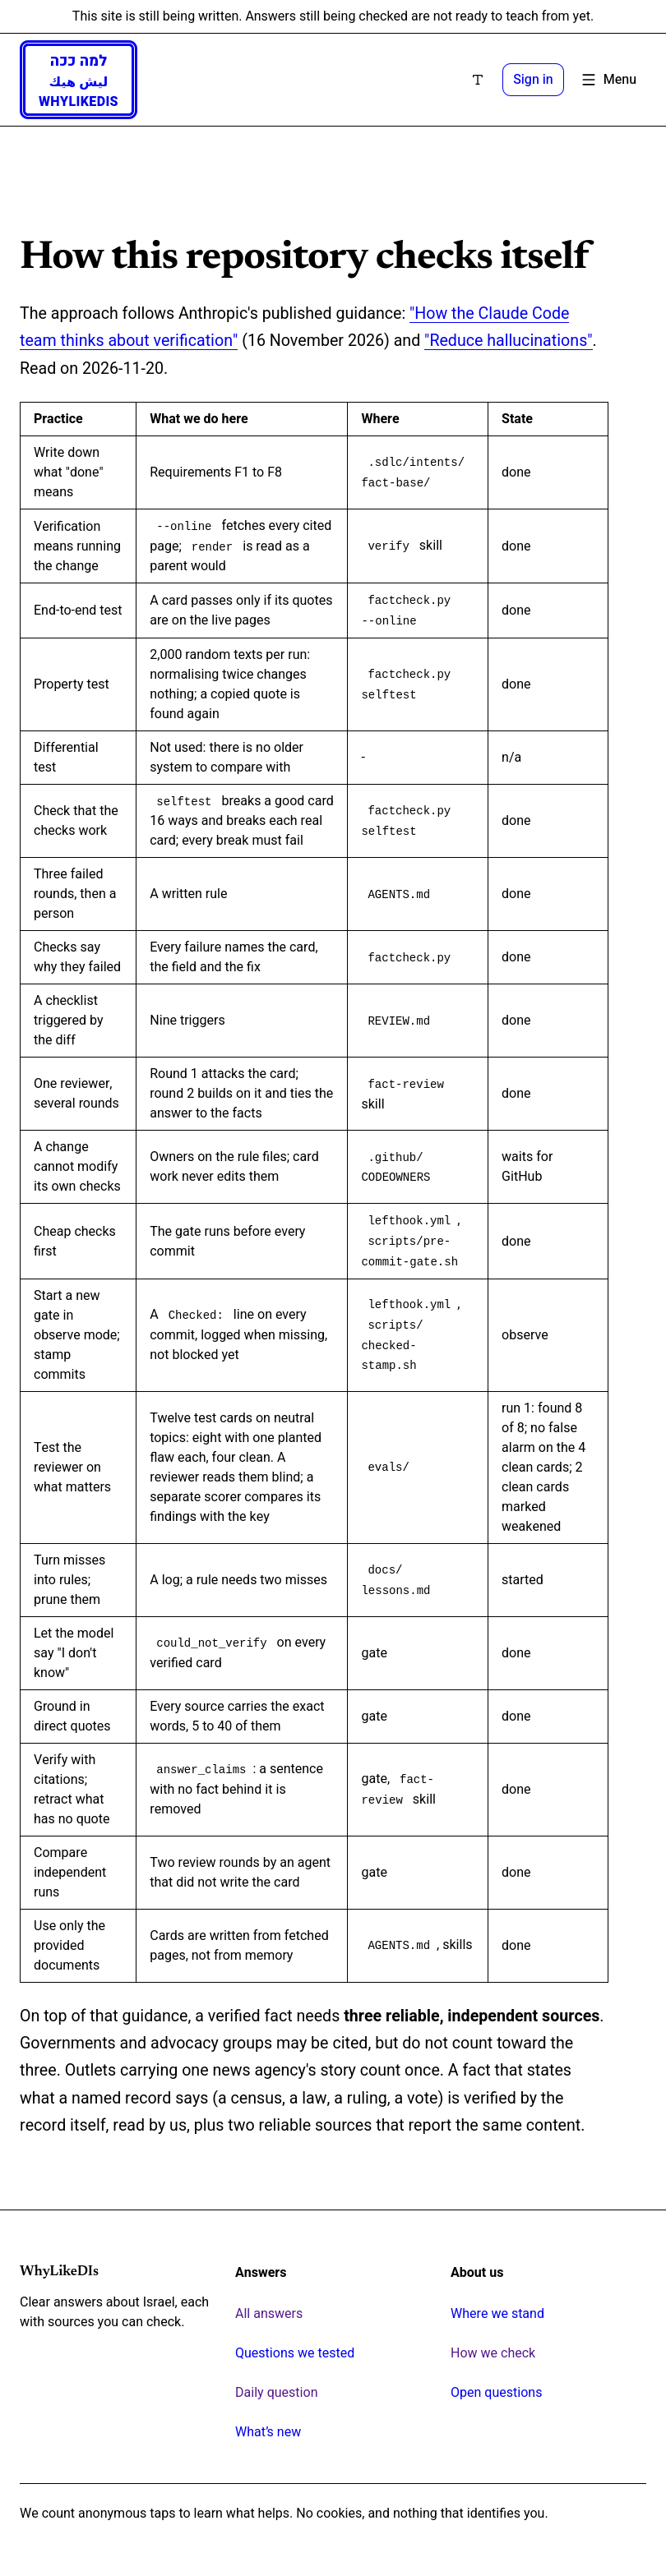 This site is still being written. Answers still being checked are not ready to teach from yet.
למה ככה
ليش هيك
WHYLIKEDIS
T
Sign in
Menu
How this repository checks itself
The approach follows Anthropic's published guidance: "How the Claude Code
team thinks about verification" (16 November 2026) and "Reduce hallucinations".
Read on 2026-11-20.
Practice
What we do here
Where
State
Write down
what "done"
means
Requirements F1 to F8
.sdlc/intents/
fact-base/
done
Verification
means running
the change
--online fetches every cited
page; render is read as a
parent would
verify skill
done
End-to-end test
A card passes only if its quotes
are on the live pages
factcheck.py
--online
done
Property test
2,000 random texts per run:
normalising twice changes
nothing; a copied quote is
found again
factcheck.py
selftest
done
Differential
test
Not used: there is no older
system to compare with
-
n/a
Check that the
checks work
selftest breaks a good card
16 ways and breaks each real
card; every break must fail
factcheck.py
selftest
done
Three failed
rounds, then a
person
A written rule
AGENTS.md
done
Checks say
why they failed
Every failure names the card,
the field and the fix
factcheck.py
done
A checklist
triggered by
the diff
Nine triggers
REVIEW.md
done
One reviewer,
several rounds
Round 1 attacks the card;
round 2 builds on it and ties the
answer to the facts
fact-review
skill
done
A change
cannot modify
its own checks
Owners on the rule files; card
work never edits them
.github/
CODEOWNERS
waits for
GitHub
Cheap checks
first
The gate runs before every
commit
lefthook.yml ,
scripts/pre-
commit-gate.sh
done
Start a new
gate in
observe mode;
stamp
commits
A Checked: line on every
commit, logged when missing,
not blocked yet
lefthook.yml ,
scripts/
checked-
stamp.sh
observe
Test the
reviewer on
what matters
Twelve test cards on neutral
topics: eight with one planted
flaw each, four clean. A
reviewer reads them blind; a
separate scorer compares its
findings with the key
evals/
run 1: found 8
of 8; no false
alarm on the 4
clean cards; 2
clean cards
marked
weakened
Turn misses
into rules;
prune them
A log; a rule needs two misses
docs/
lessons.md
started
Let the model
say "I don't
know"
could_not_verify on every
verified card
gate
done
Ground in
direct quotes
Every source carries the exact
words, 5 to 40 of them
gate
done
Verify with
citations;
retract what
has no quote
answer_claims : a sentence
with no fact behind it is
removed
gate, fact-
review skill
done
Compare
independent
runs
Two review rounds by an agent
that did not write the card
gate
done
Use only the
provided
documents
Cards are written from fetched
pages, not from memory
AGENTS.md , skills
done
On top of that guidance, a verified fact needs three reliable, independent sources.
Governments and advocacy groups may be cited, but do not count toward the
three. Outlets carrying one news agency's story count once. A fact that states
what a named record says (a census, a law, a ruling, a vote) is verified by the
record itself, read by us, plus two reliable sources that report the same content.
WhyLikeDIs
Clear answers about Israel, each
with sources you can check.
Answers
All answers
Questions we tested
Daily question
What's new
About us
Where we stand
How we check
Open questions
We count anonymous taps to learn what helps. No cookies, and nothing that identifies you.